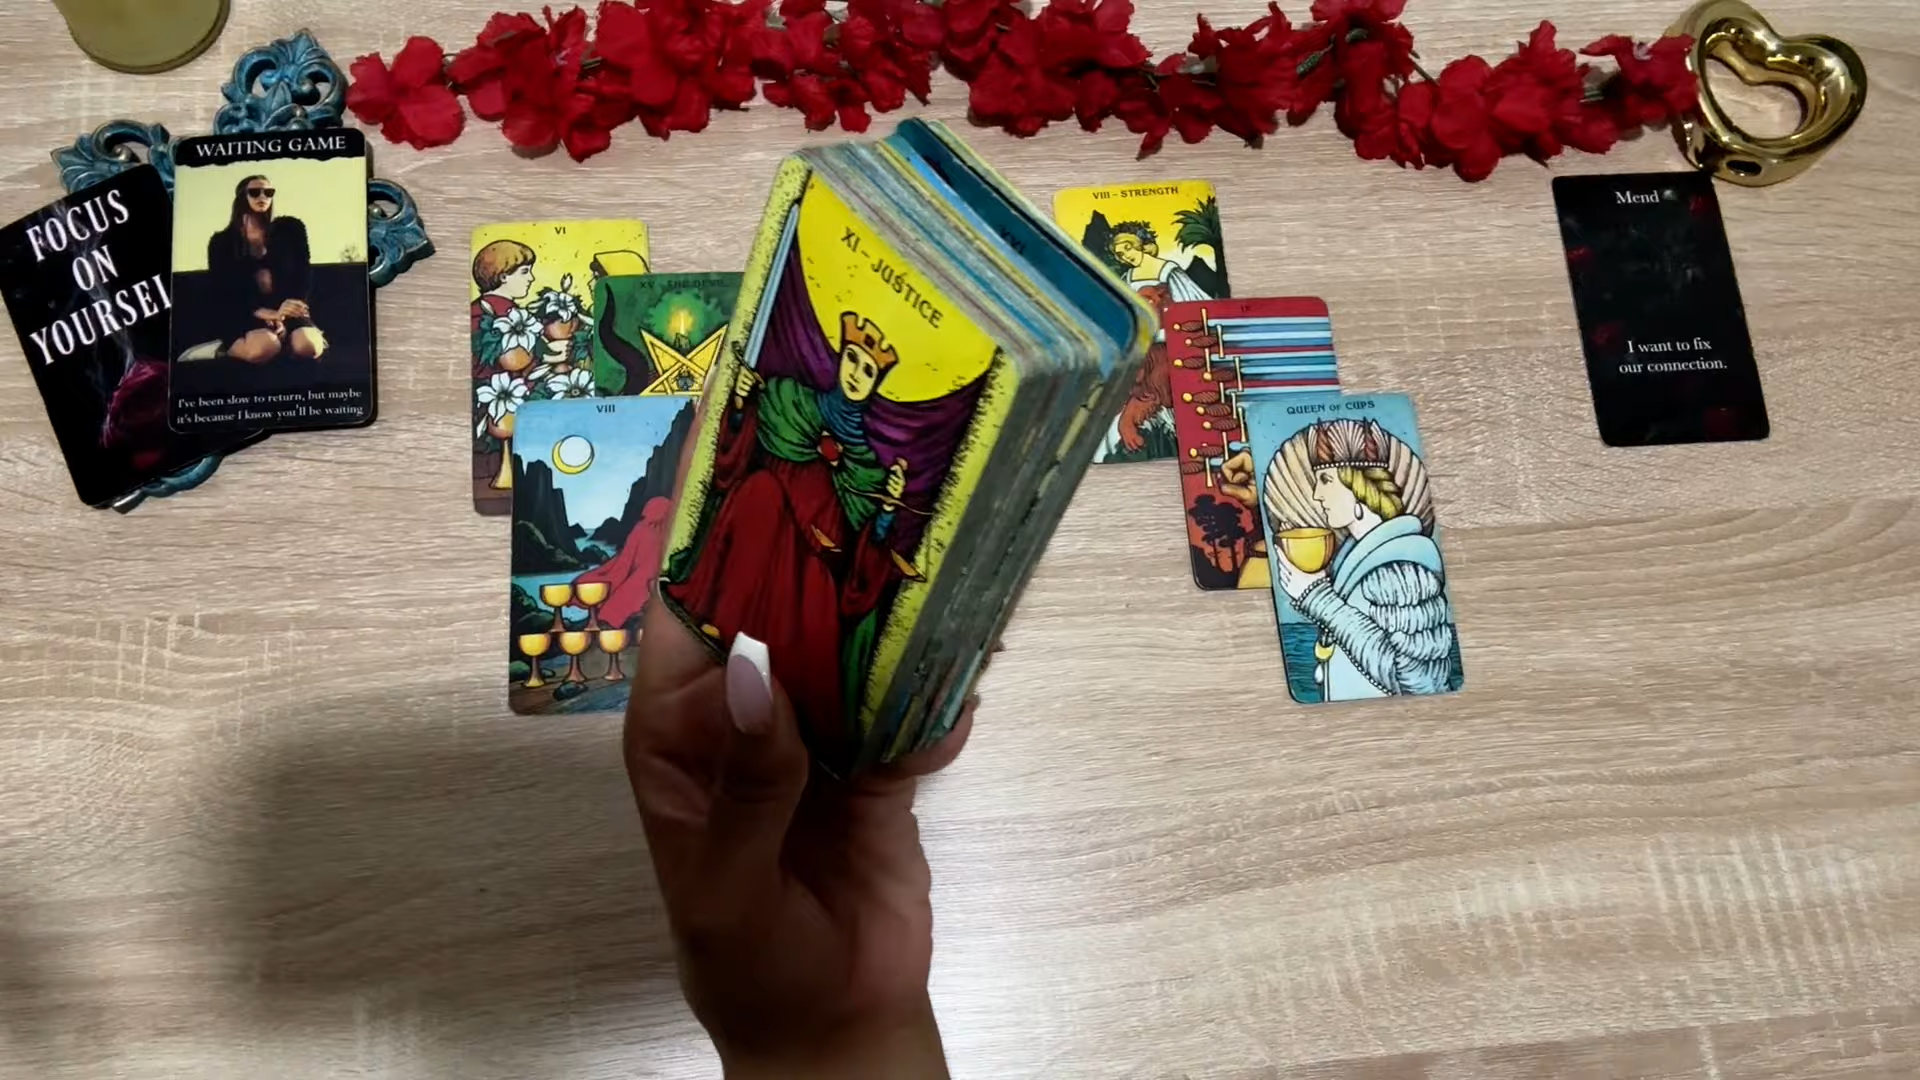 FOCUS
ON
YOURSEL
WAITING GAME
I've been slow to return, but maybe
it's because I know you'll be waiting
VI
XV - THE DEVIL
VIII
XI - JUSTICE
XVI
VIII - STRENGTH
QUEEN OF CUPS
Mend
I want to fix
our connection.